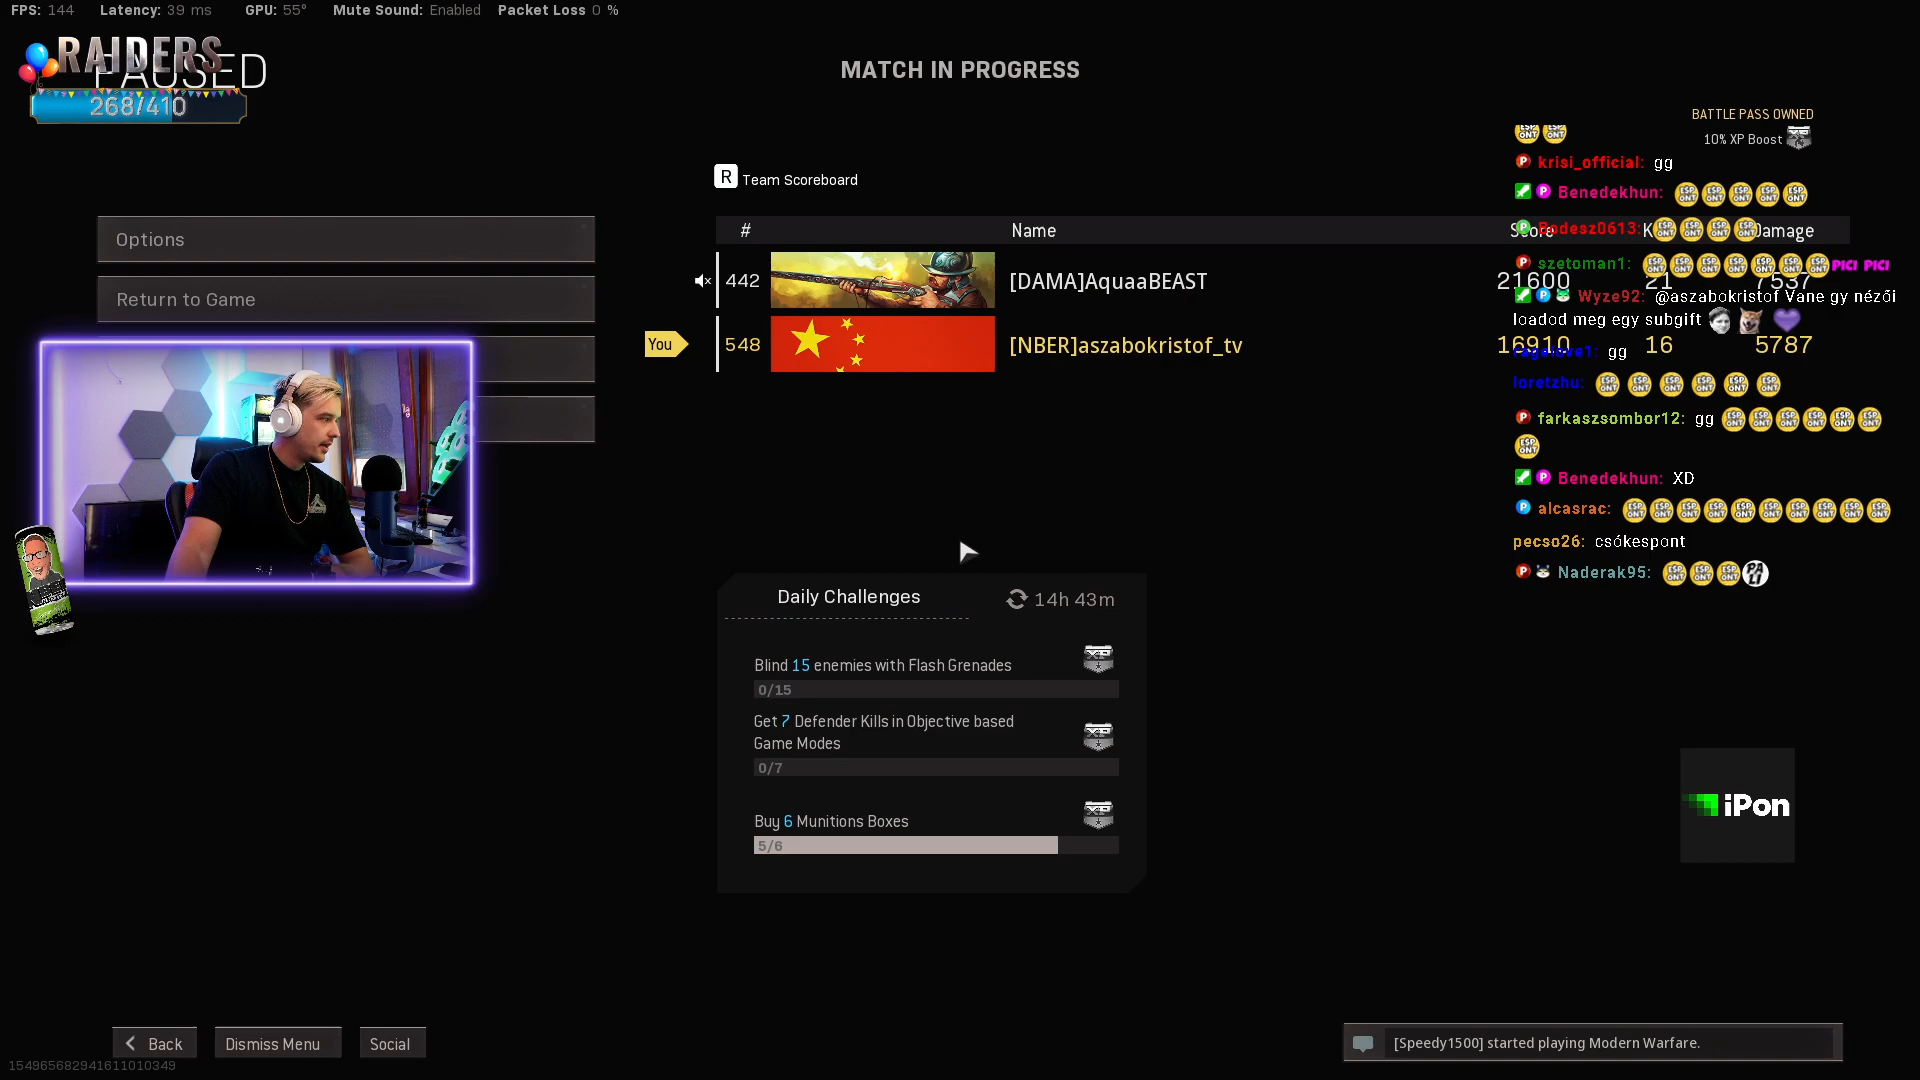 FPS: 144 Latency: 39 ms GPU: 55° Mute Sound: Enabled Packet Loss 0 %
RAIDERS
PAUSED
268/410
MATCH IN PROGRESS
BATTLE PASS OWNED
10% XP Boost
R Team Scoreboard
Options
Return to Game
# Name Score Damage
442 [DAMA]AquaaBEAST 21600 21 7537
You 548 [NBER]aszabokristof_tv 16910 16 5787
krisi_official: gg
Benedekhun:
Bodesz0613:
szetoman1: PICI PICI
Wyze92: @aszabokristof Vane gy nézői
loadod meg egy subgift
gg
loretzhu:
farkaszsombor12: gg
Benedekhun: XD
alcasrac:
pecso26: csókespont
Naderak95:
Daily Challenges 14h 43m
Blind 15 enemies with Flash Grenades
0/15
Get 7 Defender Kills in Objective based
Game Modes
0/7
Buy 6 Munitions Boxes
5/6
iPon
Back Dismiss Menu Social
[Speedy1500] started playing Modern Warfare.
154965682941611010349